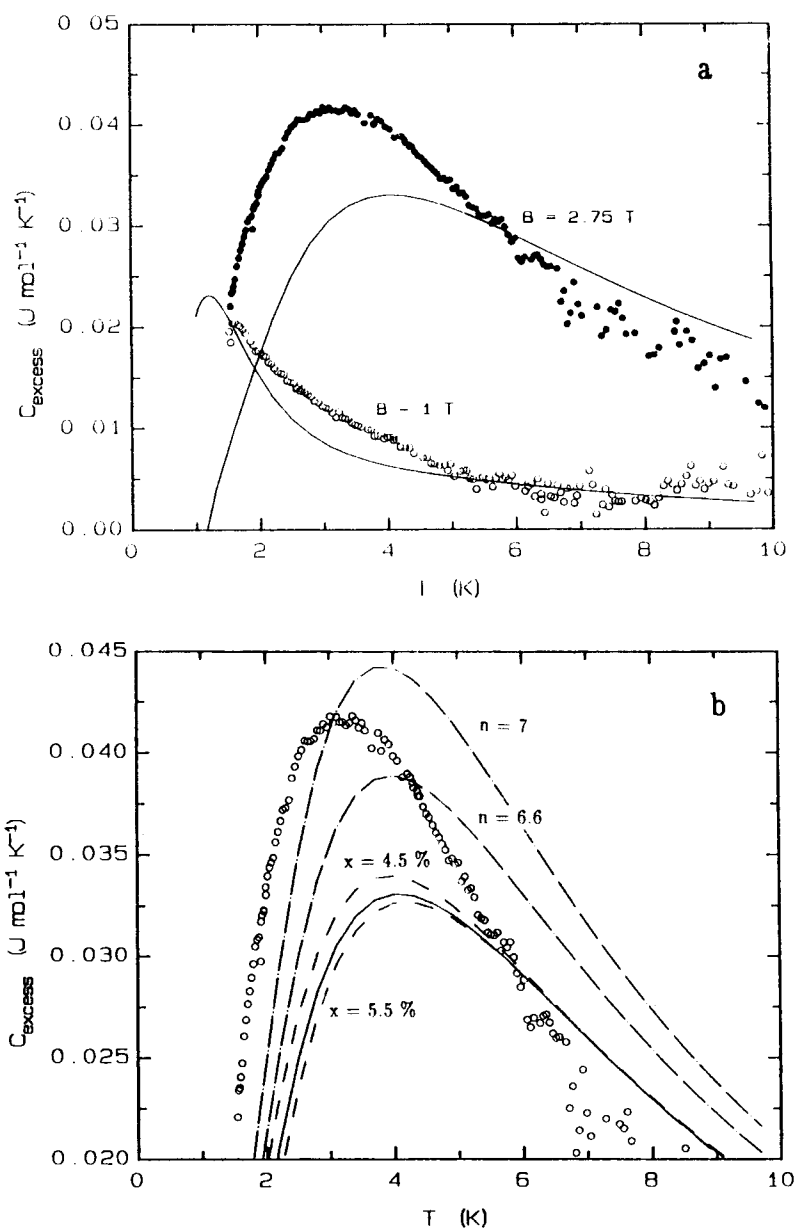 a
0.05
0.04
0.03
0.02
0.01
0.00
C excess (J mol⁻¹ K⁻¹)
B = 2.75 T
B - 1 T
0 2 4 6 8 10
I (K)
b
0.045
0.040
0.035
0.030
0.025
0.020
C excess (J mol⁻¹ K⁻¹)
n = 7
n = 6.6
x = 4.5 %
x = 5.5 %
0 2 4 6 8 10
T (K)